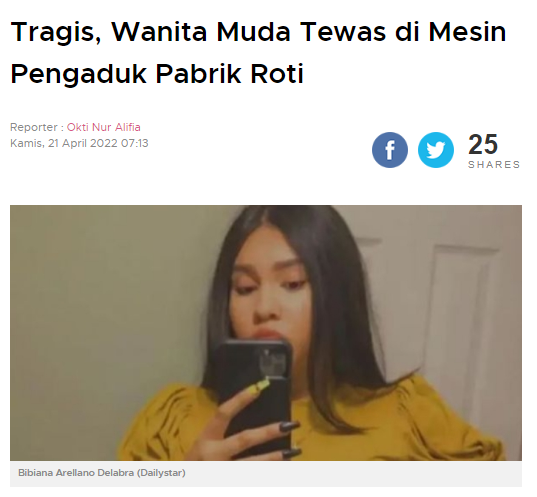 Tragis, Wanita Muda Tewas di Mesin
Pengaduk Pabrik Roti
Reporter : Okti Nur Alifia
Kamis, 21 April 2022 07:13
25
SHARES
Bibiana Arellano Delabra (Dailystar)